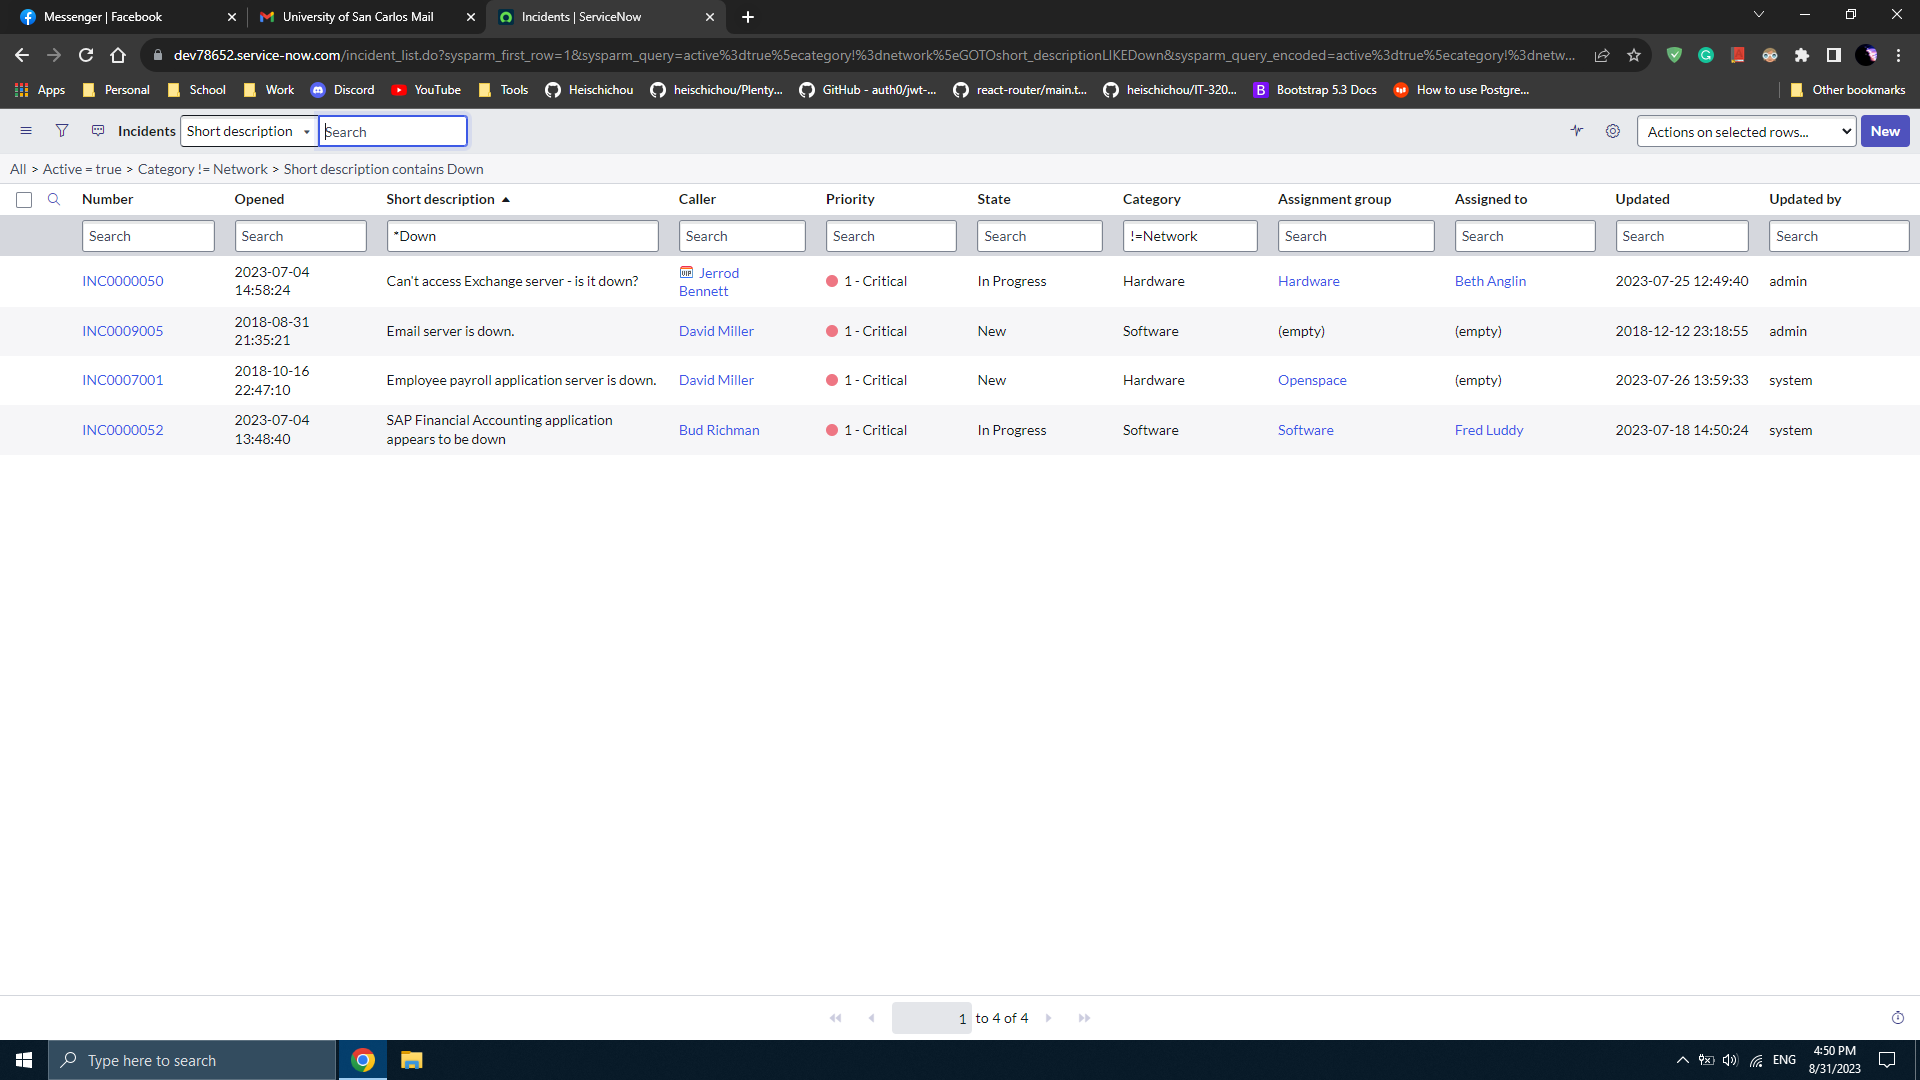 Messenger | Facebook
University of San Carlos Mail
Incidents | ServiceNow
dev78652.service-now.com/incident_list.do?sysparm_first_row=1&sysparm_query=active%3dtrue%5ecategory!%3dnetwork%5eGOTOshort_descriptionLIKEDown&sysparm_query_encoded=active%3dtrue%5ecategory!%3dnetw...
Apps Personal School Work Discord YouTube Tools Heischichou heischichou/Plenty... GitHub - auth0/jwt-... react-router/main.t... heischichou/IT-320... B Bootstrap 5.3 Docs How to use Postgre... Other bookmarks
Incidents Short description Search Actions on selected rows... New
All > Active = true > Category != Network > Short description contains Down
Number Opened Short description Caller Priority State Category Assignment group Assigned to Updated Updated by
Search Search *Down Search Search Search !=Network Search Search Search Search
INC0000050 2023-07-04 14:58:24 Can't access Exchange server - is it down? VIP Jerrod Bennett 1 - Critical In Progress Hardware Hardware Beth Anglin 2023-07-25 12:49:40 admin
INC0009005 2018-08-31 21:35:21 Email server is down. David Miller 1 - Critical New Software (empty) (empty) 2018-12-12 23:18:55 admin
INC0007001 2018-10-16 22:47:10 Employee payroll application server is down. David Miller 1 - Critical New Hardware Openspace (empty) 2023-07-26 13:59:33 system
INC0000052 2023-07-04 13:48:40 SAP Financial Accounting application appears to be down Bud Richman 1 - Critical In Progress Software Software Fred Luddy 2023-07-18 14:50:24 system
1 to 4 of 4
Type here to search
ENG
4:50 PM
8/31/2023